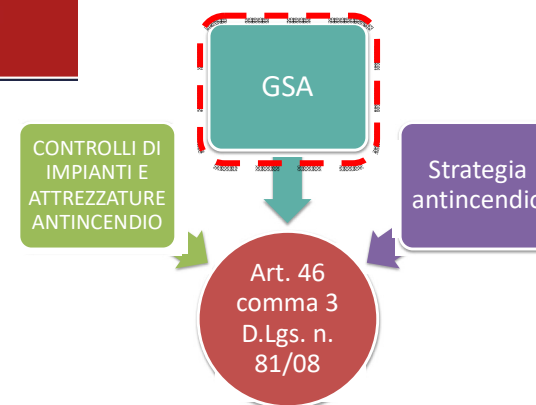 GSA
CONTROLLI DI
IMPIANTI E
ATTREZZATURE
ANTINCENDIO
Strategia
antincendio
Art. 46
comma 3
D.Lgs. n.
81/08